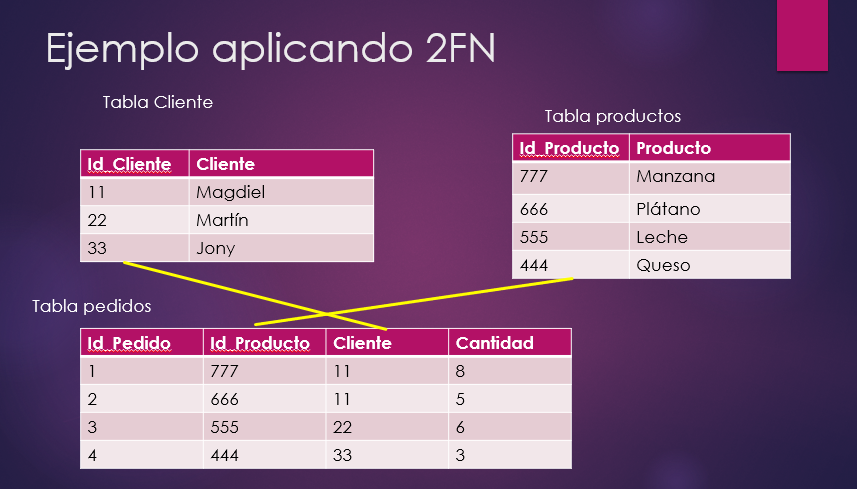 Ejemplo aplicando 2FN
Tabla Cliente
Id_Cliente Cliente
11 Magdiel
22 Martín
33 Jony
Tabla productos
Id_Producto Producto
777 Manzana
666 Plátano
555 Leche
444 Queso
Tabla pedidos
Id_Pedido Id_Producto Cliente Cantidad
1 777 11 8
2 666 11 5
3 555 22 6
4 444 33 3